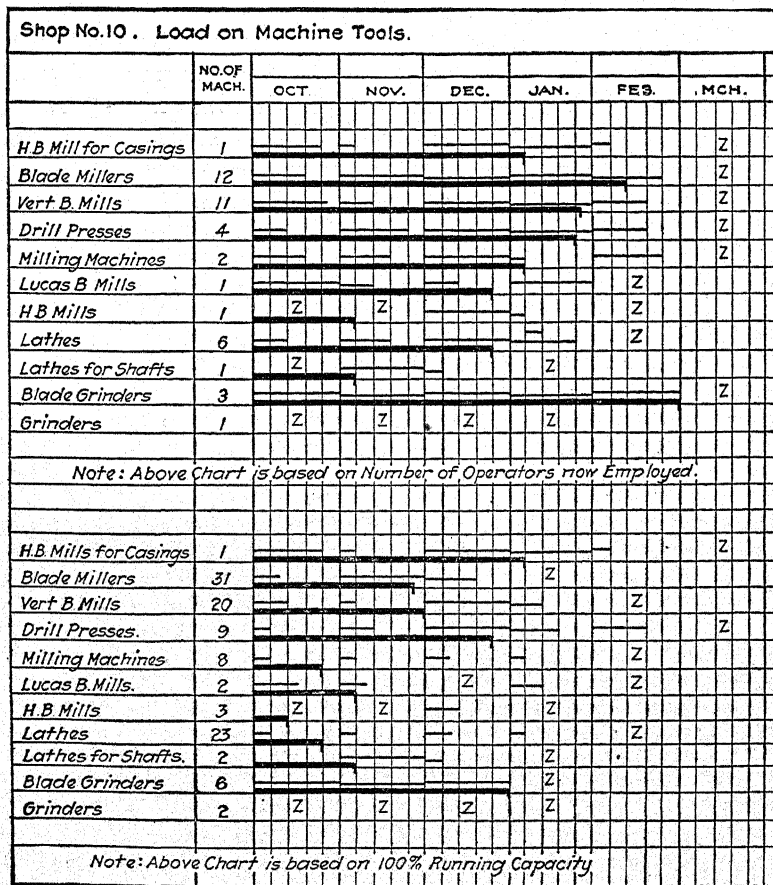 Shop No.10. Load on Machine Tools.
NO.OF MACH. OCT. NOV. DEC. JAN. FEB. MCH.
H.B Mill for Casings 1 Z
Blade Millers 12 Z
Vert B. Mills 11 Z
Drill Presses 4 Z
Milling Machines 2 Z
Lucas B Mills 1 Z
H.B Mills 1 Z Z Z
Lathes 6 Z
Lathes for Shafts 1 Z Z
Blade Grinders 3 Z
Grinders 1 Z Z Z Z
Note: Above Chart is based on Number of Operators now Employed.
H.B. Mills for Casings 1 Z
Blade Millers 31 Z
Vert B. Mills 20 Z
Drill Presses. 9 Z
Milling Machines 8 Z
Lucas B. Mills. 2 Z Z
H.B Mills 3 Z Z Z
Lathes 23 Z
Lathes for Shafts. 2 Z
Blade Grinders 6 Z
Grinders 2 Z Z Z Z
Note: Above Chart is based on 100% Running Capacity